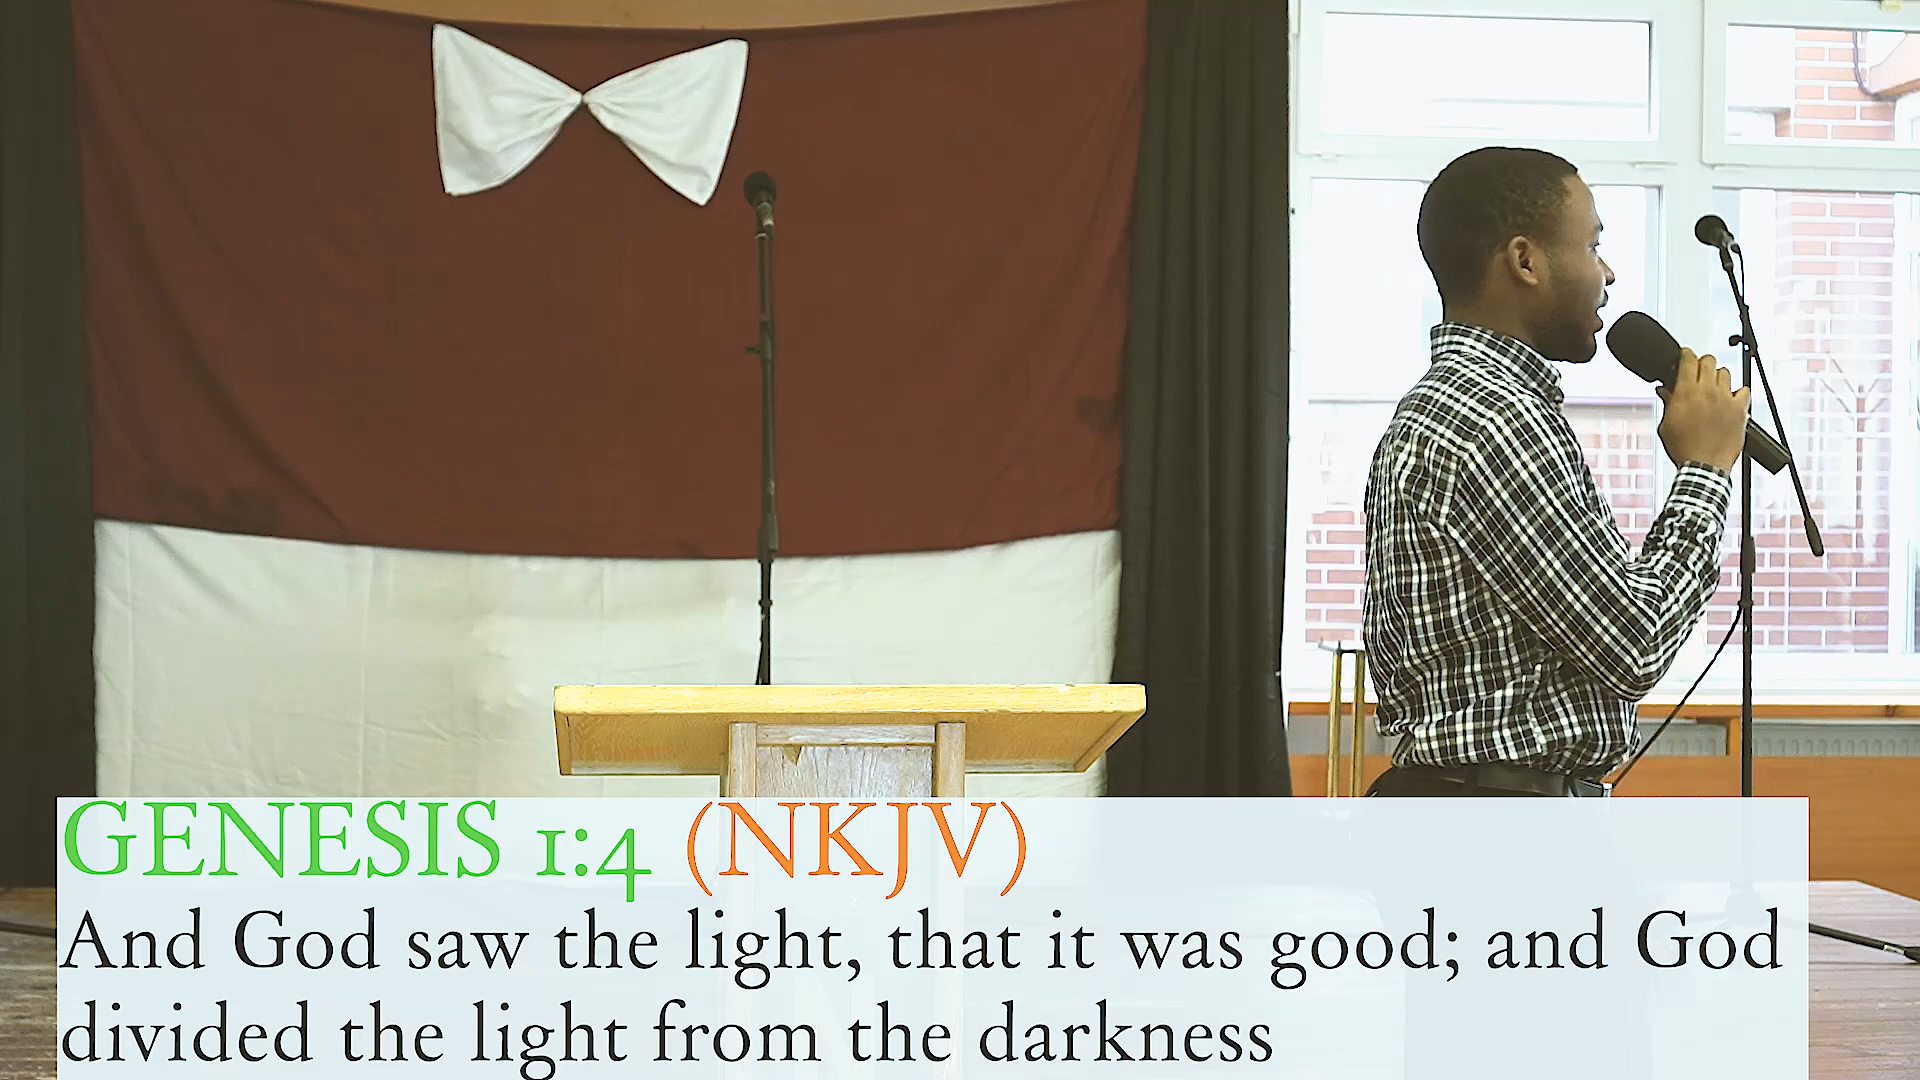 GENESIS 1:4 (NKJV)
And God saw the light, that it was good; and God
divided the light from the darkness